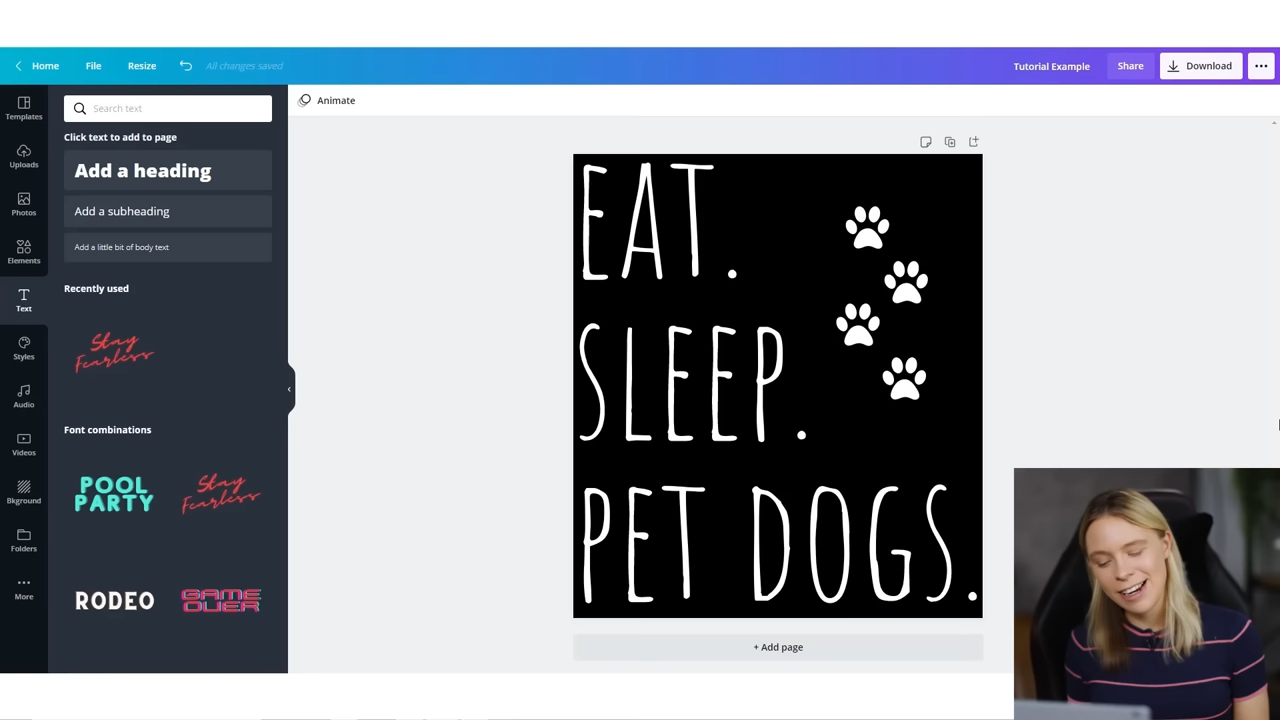 Home File Resize All changes saved Tutorial Example Share Download
Templates
Uploads
Photos
Elements
Text
Styles
Audio
Videos
Bkground
Folders
More
Search text
Click text to add to page
Add a heading
Add a subheading
Add a little bit of body text
Recently used
Stay
Fearless
Font combinations
POOL
PARTY
Stay
Fearless
RODEO
GAME
OVER
Animate
EAT.
SLEEP.
PET DOGS.
+ Add page